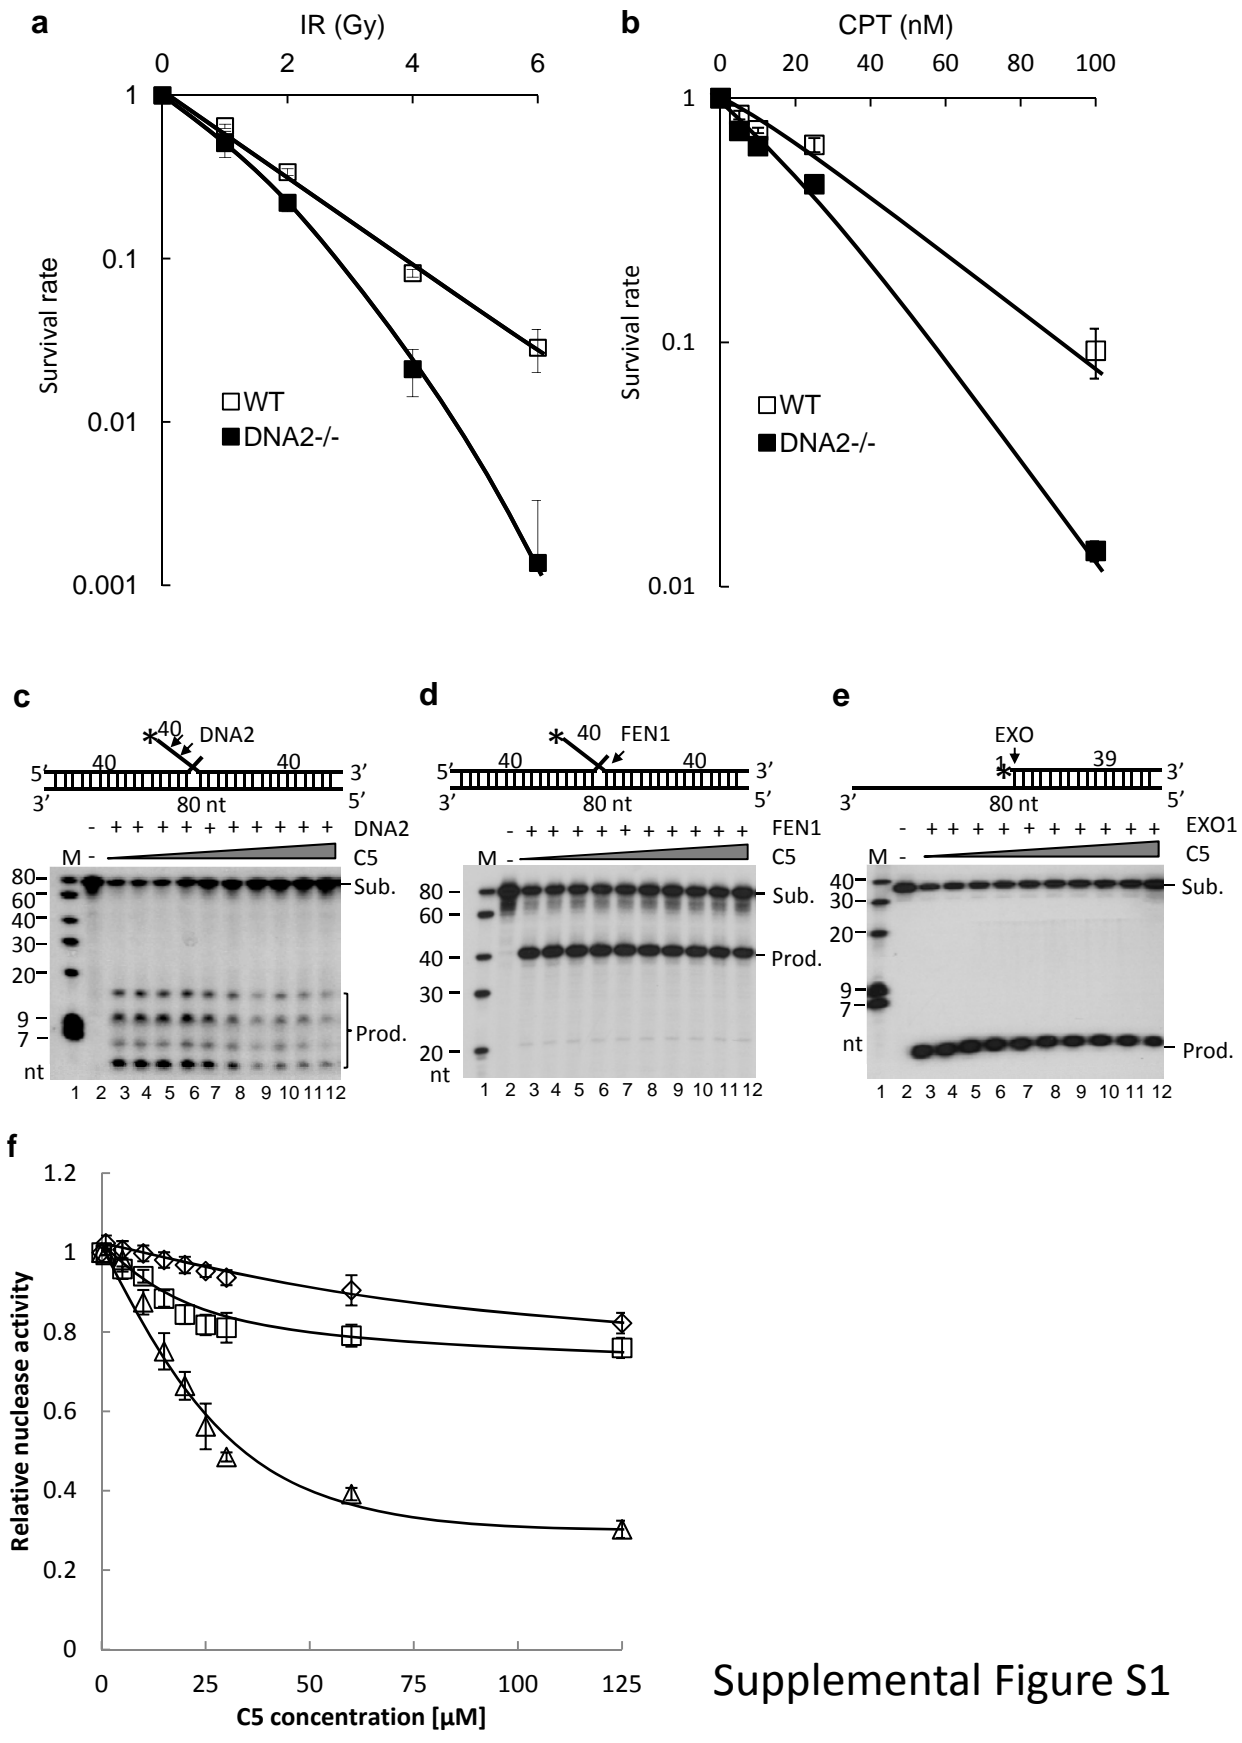 a
IR (Gy)
0 2 4 6
1
0.1
0.01
0.001
Survival rate
WT
DNA2-/-
b
CPT (nM)
0 20 40 60 80 100
1
0.1
0.01
Survival rate
WT
DNA2-/-
c
*40 DNA2
40 40
5’ 3’
3’ 80 nt 5’
- + + + + + + + + + + DNA2
M - C5
80
60
40
30
20
9
7
nt
Sub.
Prod.
1 2 3 4 5 6 7 8 9 10 11 12
d
* 40 FEN1
40 40
5’ 3’
3’ 80 nt 5’
- + + + + + + + + + + FEN1
M - C5
80
60
40
30
20
nt
Sub.
Prod.
1 2 3 4 5 6 7 8 9 10 11 12
e
EXO
* 1 39
3’
3’ 80 nt 5’
- + + + + + + + + + + EXO1
M - C5
40
30
20
9
7
nt
Sub.
Prod.
1 2 3 4 5 6 7 8 9 10 11 12
f
1.2
1
0.8
0.6
0.4
0.2
0
Relative nuclease activity
0 25 50 75 100 125
C5 concentration [µM]
Supplemental Figure S1